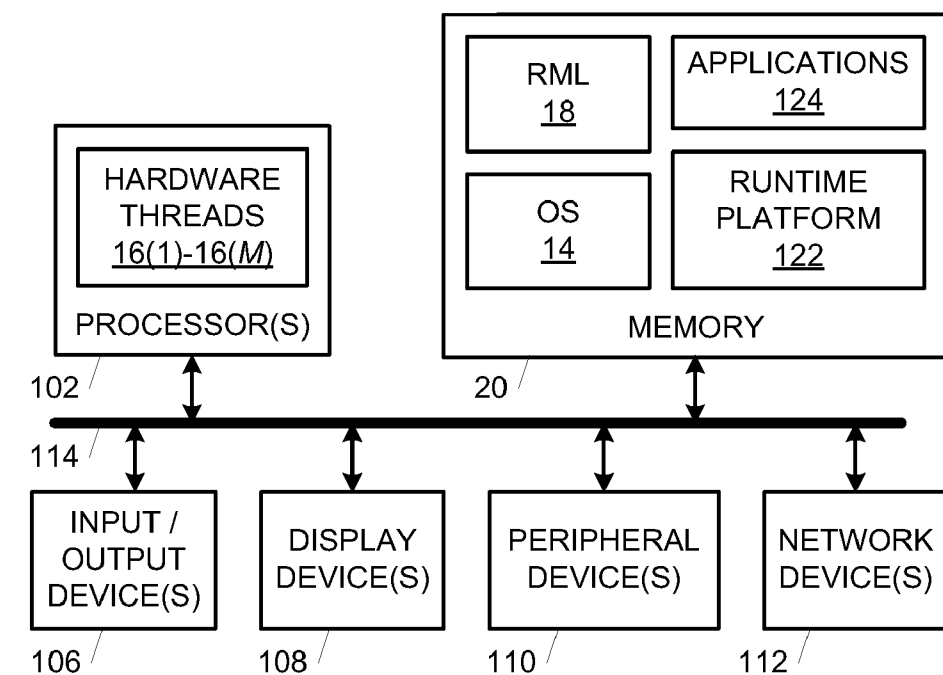 RML
18
APPLICATIONS
124
OS
14
RUNTIME
PLATFORM
122
MEMORY
20
HARDWARE
THREADS
16(1)-16(M)
PROCESSOR(S)
102
114
INPUT /
OUTPUT
DEVICE(S)
106
DISPLAY
DEVICE(S)
108
PERIPHERAL
DEVICE(S)
110
NETWORK
DEVICE(S)
112